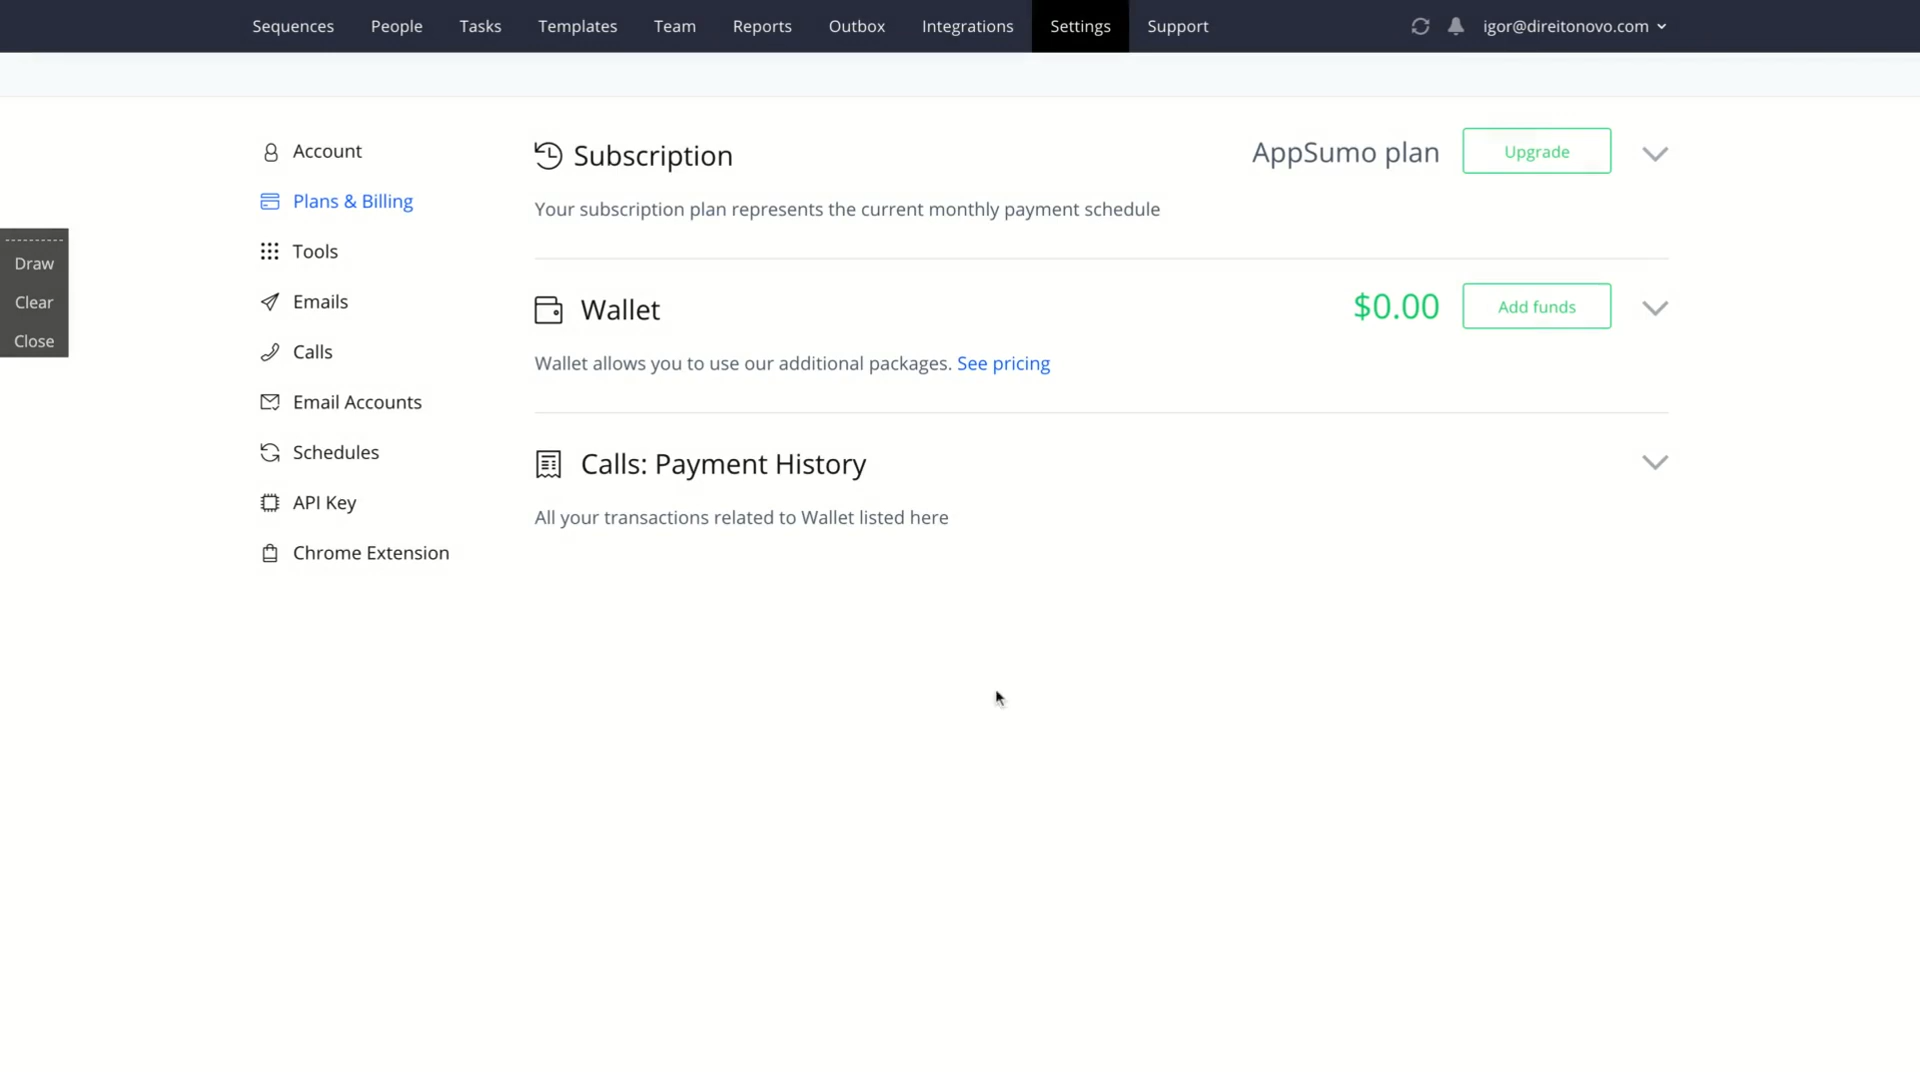 Sequences People Tasks Templates Team Reports Outbox Integrations Settings Support igor@direitonovo.com
Draw
Clear
Close
Account
Plans & Billing
Tools
Emails
Calls
Email Accounts
Schedules
API Key
Chrome Extension
Subscription AppSumo plan Upgrade
Your subscription plan represents the current monthly payment schedule
Wallet $0.00 Add funds
Wallet allows you to use our additional packages. See pricing
Calls: Payment History
All your transactions related to Wallet listed here